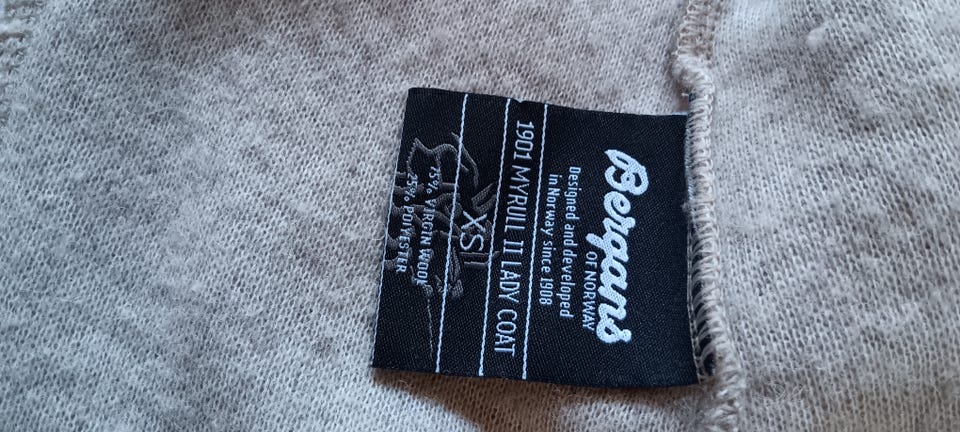 Bergans
OF NORWAY
Designed and developed
in Norway since 1908
1901 MYRULL II LADY COAT
XS
75% VIRGIN WOOL
25% POLYESTER